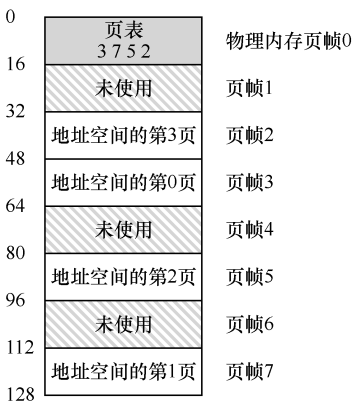 0
页表
3 7 5 2
物理内存页帧0
16
未使用
页帧1
32
地址空间的第3页
页帧2
48
地址空间的第0页
页帧3
64
未使用
页帧4
80
地址空间的第2页
页帧5
96
未使用
页帧6
112
地址空间的第1页
页帧7
128